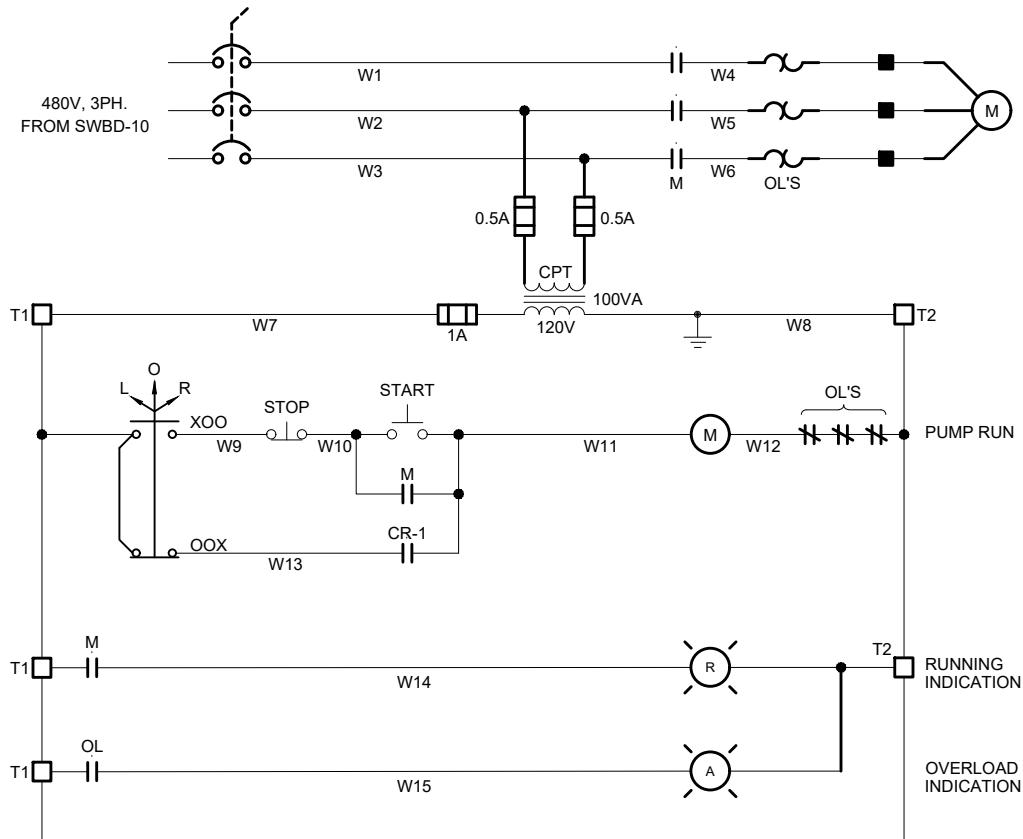 W1 W4
480V, 3PH.
FROM SWBD-10
W2 W5 M
W3 M W6 OL'S
0.5A 0.5A
CPT
100VA
T1 W7 1A 120V W8 T2
L O R
XOO W9 STOP W10 START W11 M W12 OL'S PUMP RUN
M
OOX W13 CR-1
T1 M W14 R T2 RUNNING
INDICATION
T1 OL W15 A OVERLOAD
INDICATION